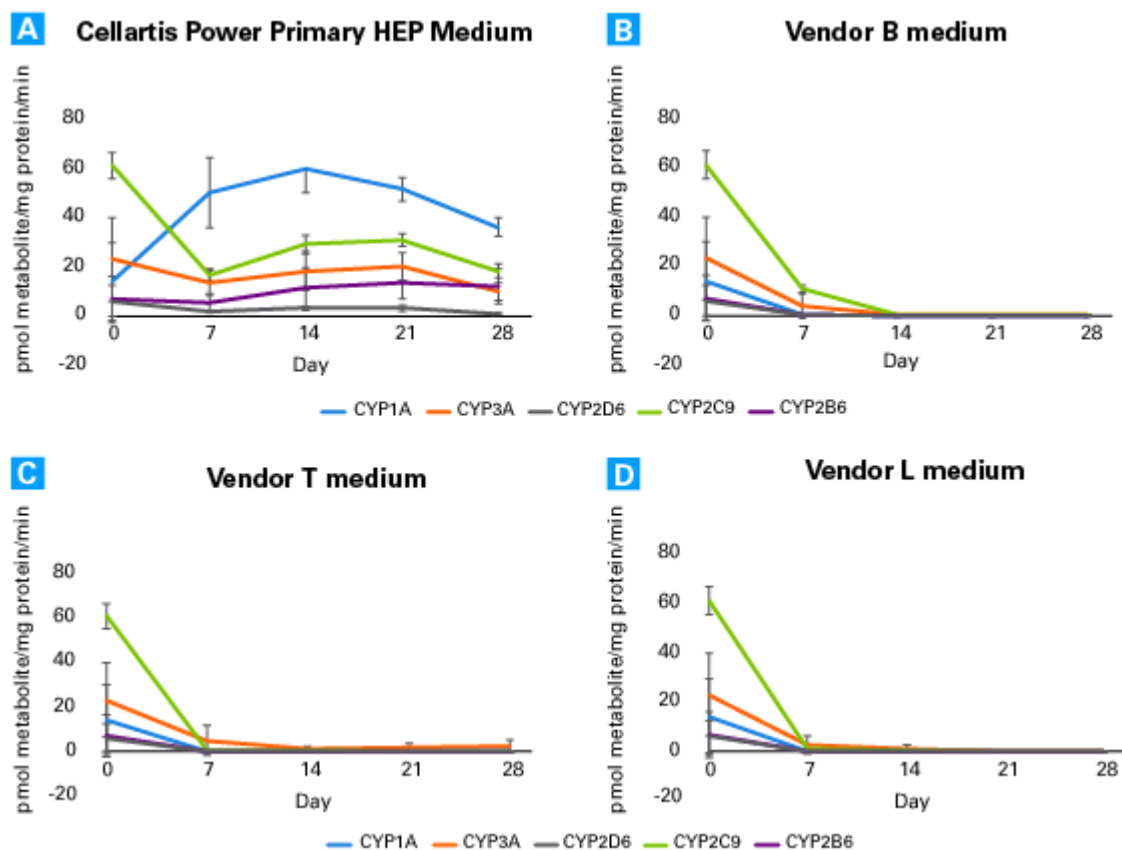 A Cellartis Power Primary HEP Medium
pmol metabolite/mg protein/min
80
60
40
20
0
-20
0 7 14 21 28
Day
B Vendor B medium
pmol metabolite/mg protein/min
80
60
40
20
0
-20
0 7 14 21 28
Day
CYP1A CYP3A CYP2D6 CYP2C9 CYP2B6
C Vendor T medium
pmol metabolite/mg protein/min
80
60
40
20
0
-20
0 7 14 21 28
Day
D Vendor L medium
pmol metabolite/mg protein/min
80
60
40
20
0
-20
0 7 14 21 28
Day
CYP1A CYP3A CYP2D6 CYP2C9 CYP2B6